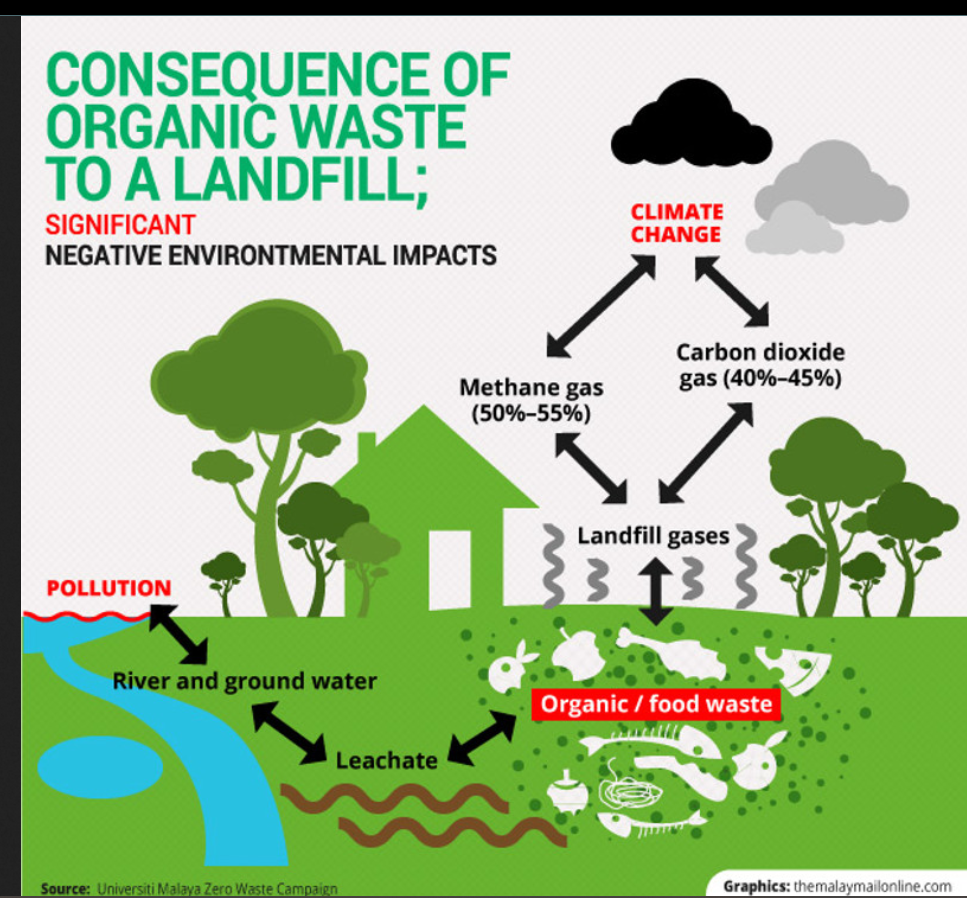 CONSEQUENCE OF
ORGANIC WASTE
TO A LANDFILL;
SIGNIFICANT
NEGATIVE ENVIRONTMENTAL IMPACTS
CLIMATE
CHANGE
Methane gas
(50%–55%)
Carbon dioxide
gas (40%–45%)
Landfill gases
POLLUTION
River and ground water
Organic / food waste
Leachate
Source: Universiti Malaya Zero Waste Campaign
Graphics: themalaymailonline.com